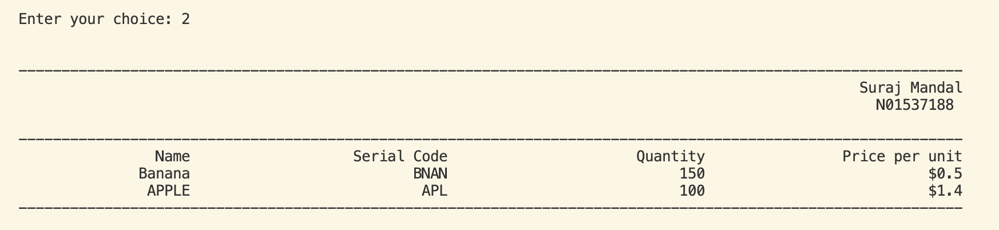 Enter your choice: 2
Suraj Mandal
N01537188
Name Serial Code Quantity Price per unit
Banana BNAN 150 $0.5
APPLE APL 100 $1.4